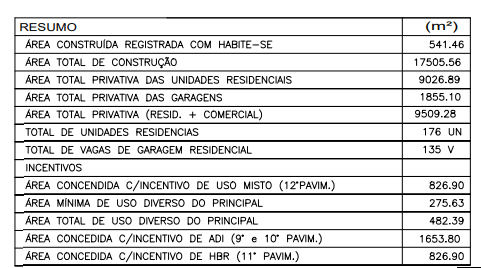 RESUMO (m²)
ÁREA CONSTRUÍDA REGISTRADA COM HABITE-SE 541.46
ÁREA TOTAL DE CONSTRUÇÃO 17505.56
ÁREA TOTAL PRIVATIVA DAS UNIDADES RESIDENCIAIS 9026.89
ÁREA TOTAL PRIVATIVA DAS GARAGENS 1855.10
ÁREA TOTAL PRIVATIVA (RESID. + COMERCIAL) 9509.28
TOTAL DE UNIDADES RESIDENCIAS 176 UN
TOTAL DE VAGAS DE GARAGEM RESIDENCIAL 135 V
INCENTIVOS
ÁREA CONCENDIDA C/INCENTIVO DE USO MISTO (12°PAVIM.) 826.90
ÁREA MÍNIMA DE USO DIVERSO DO PRINCIPAL 275.63
ÁREA TOTAL DE USO DIVERSO DO PRINCIPAL 482.39
ÁREA CONCEDIDA C/INCENTIVO DE ADI (9° e 10° PAVIM.) 1653.80
ÁREA CONCEDIDA C/INCENTIVO DE HBR (11° PAVIM.) 826.90